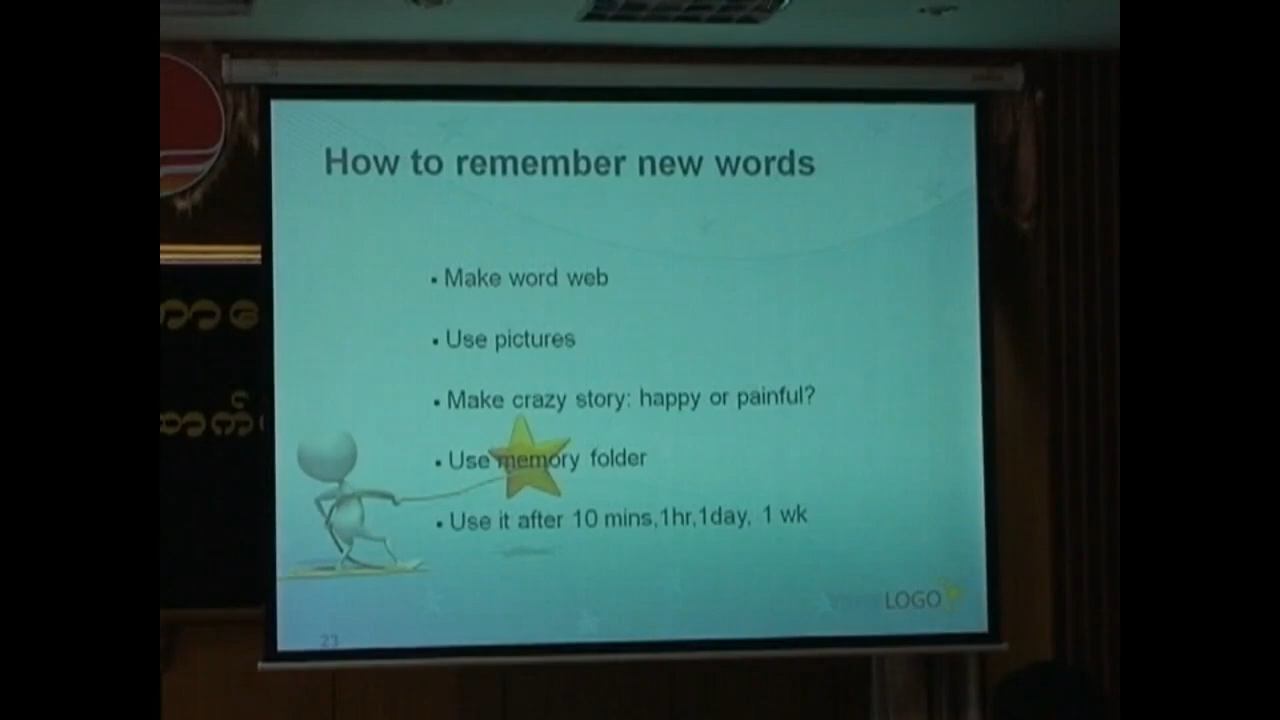 How to remember new words
▪ Make word web
▪ Use pictures
▪ Make crazy story: happy or painful?
▪ Use memory folder
▪ Use it after 10 mins,1hr,1day, 1 wk
LOGO
23